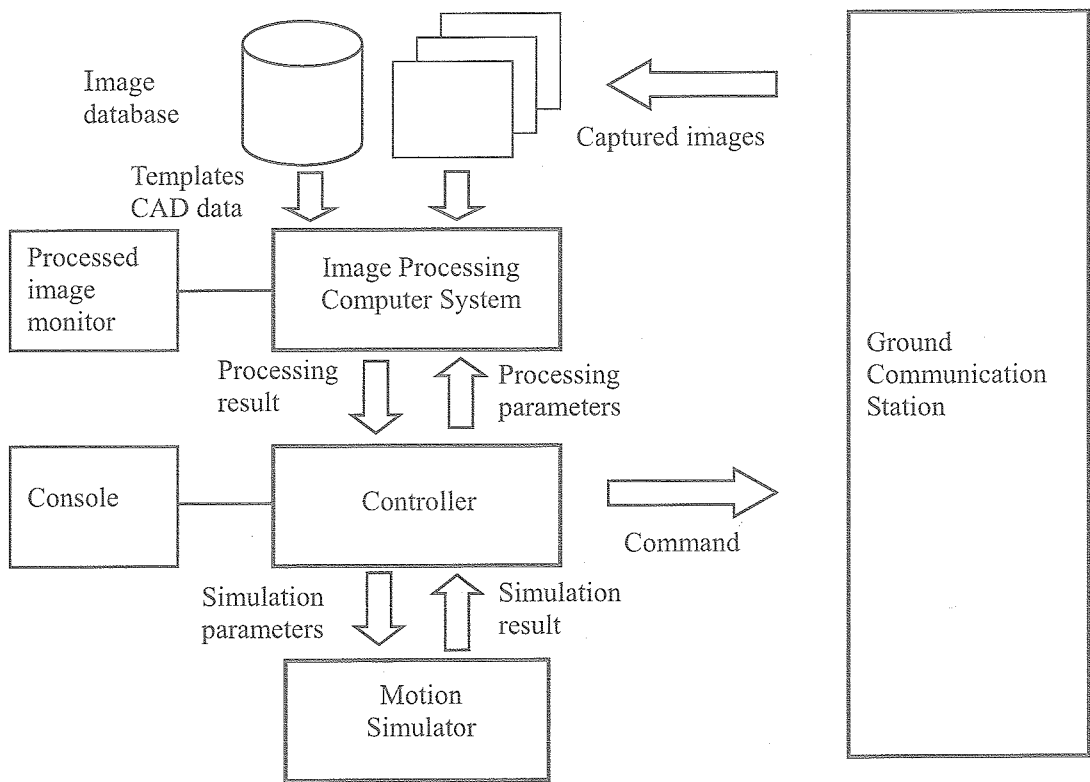 Image
database
Captured images
Templates
CAD data
Processed
image
monitor
Image Processing
Computer System
Ground
Communication
Station
Processing
result
Processing
parameters
Console
Controller
Command
Simulation
parameters
Simulation
result
Motion
Simulator